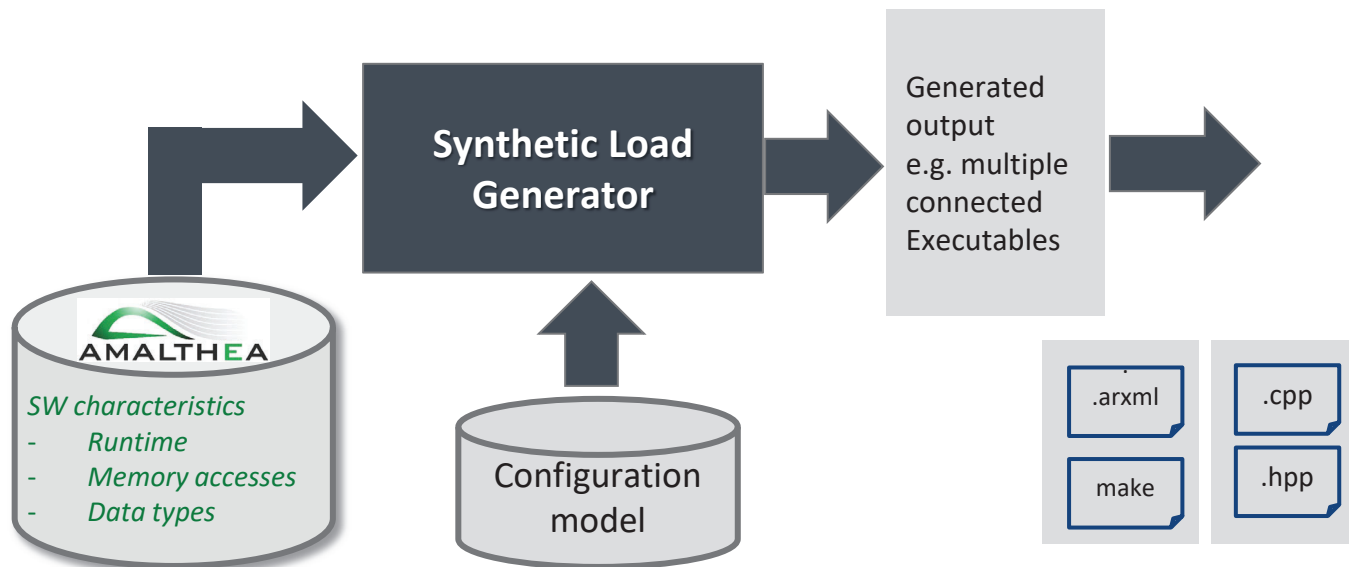 Synthetic Load
Generator
Generated
output
e.g. multiple
connected
Executables
AMALTHEA
SW characteristics
- Runtime
- Memory accesses
- Data types
Configuration
model
.
.arxml
make
.cpp
.hpp